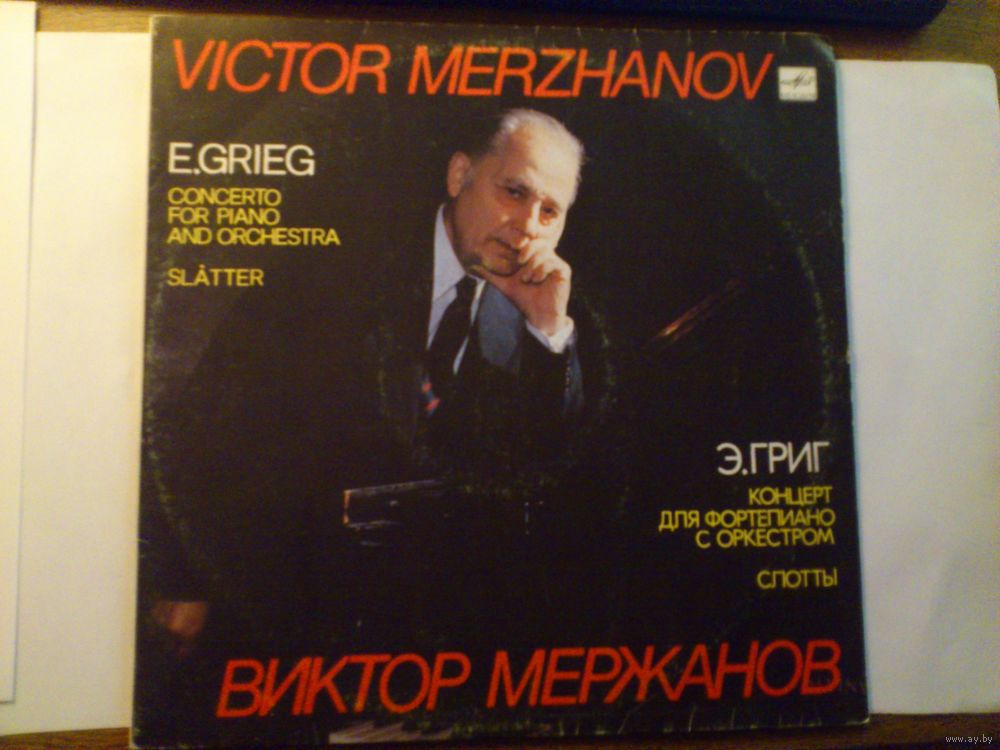 VICTOR MERZHANOV
E.GRIEG
CONCERTO
FOR PIANO
AND ORCHESTRA
SLÅTTER
Э.ГРИГ
КОНЦЕРТ
ДЛЯ ФОРТЕПИАНО
С ОРКЕСТРОМ
СЛОТТЫ
ВИКТОР МЕРЖАНОВ
www.ay.by